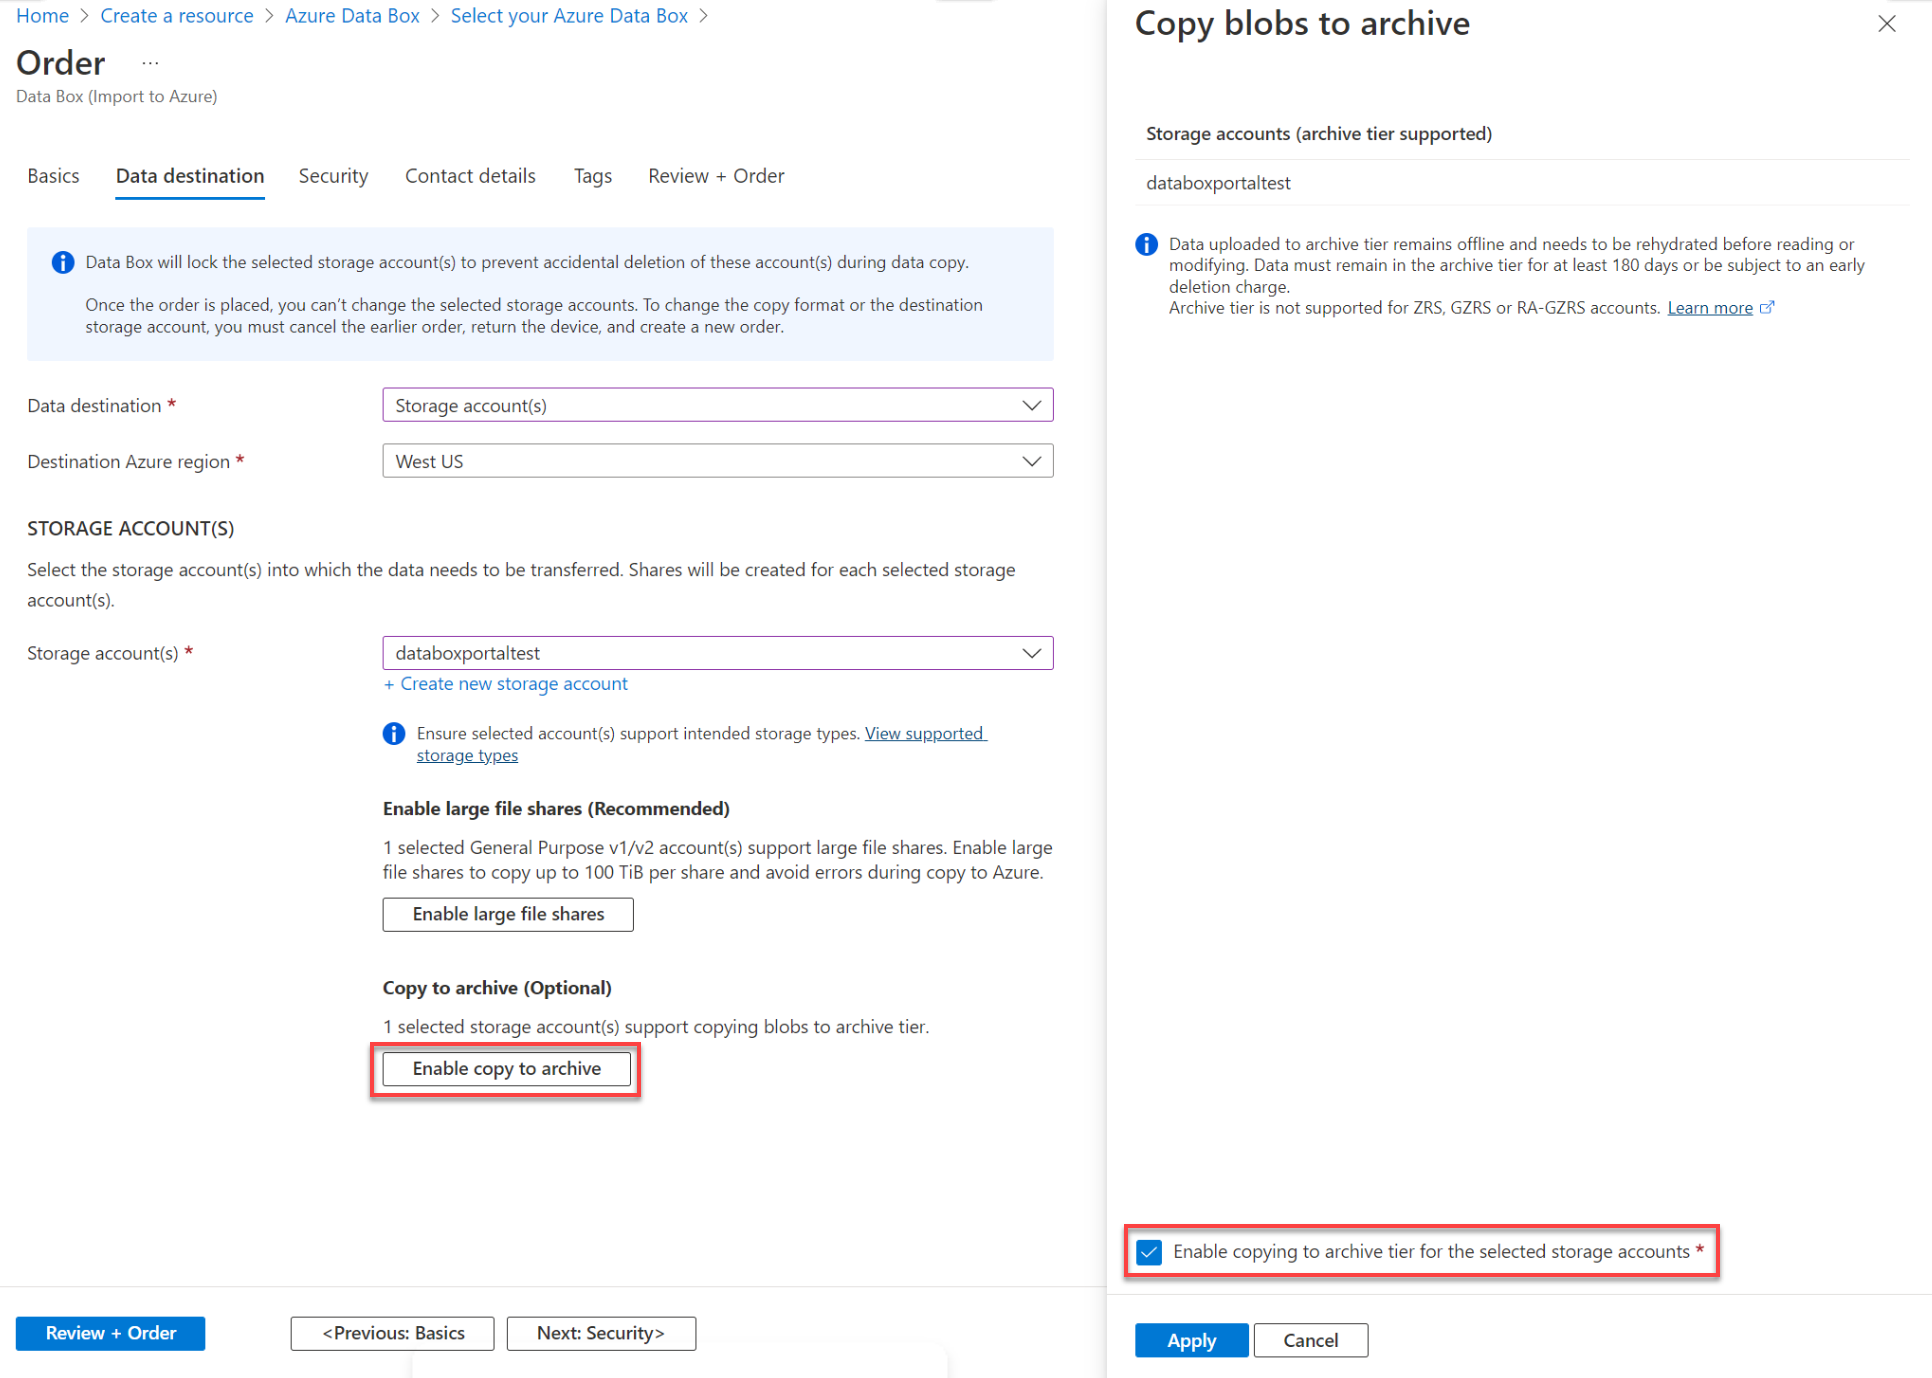 Home > Create a resource > Azure Data Box > Select your Azure Data Box >
Order ...
Data Box (Import to Azure)
Basics
Data destination
Security
Contact details
Tags
Review + Order
Data Box will lock the selected storage account(s) to prevent accidental deletion of these account(s) during data copy.
Once the order is placed, you can’t change the selected storage accounts. To change the copy format or the destination
storage account, you must cancel the earlier order, return the device, and create a new order.
Data destination *
Storage account(s)
Destination Azure region *
West US
STORAGE ACCOUNT(S)
Select the storage account(s) into which the data needs to be transferred. Shares will be created for each selected storage
account(s).
Storage account(s) *
databoxportaltest
+ Create new storage account
Ensure selected account(s) support intended storage types. View supported
storage types
Enable large file shares (Recommended)
1 selected General Purpose v1/v2 account(s) support large file shares. Enable large
file shares to copy up to 100 TiB per share and avoid errors during copy to Azure.
Enable large file shares
Copy to archive (Optional)
1 selected storage account(s) support copying blobs to archive tier.
Enable copy to archive
Review + Order
<Previous: Basics
Next: Security>
Copy blobs to archive
Storage accounts (archive tier supported)
databoxportaltest
Data uploaded to archive tier remains offline and needs to be rehydrated before reading or
modifying. Data must remain in the archive tier for at least 180 days or be subject to an early
deletion charge.
Archive tier is not supported for ZRS, GZRS or RA-GZRS accounts. Learn more
Enable copying to archive tier for the selected storage accounts *
Apply
Cancel